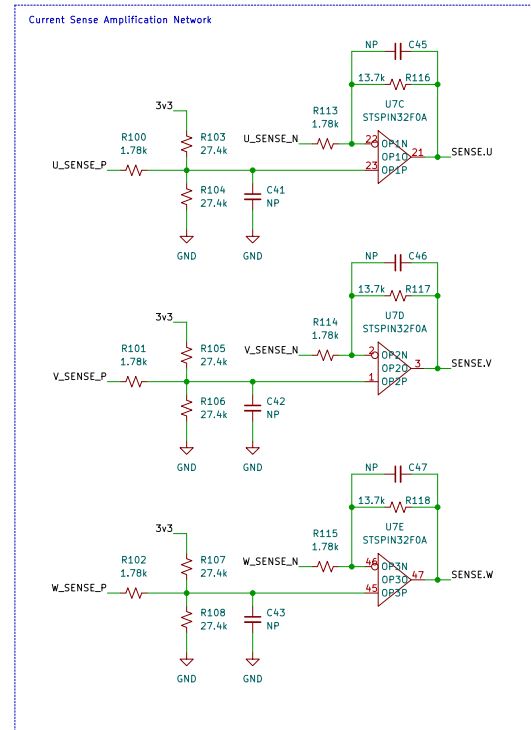 Current Sense Amplification Network
NP C45
13.7k R116
U7C
STSPIN32F0A
3v3
R113
1.78k
R100
1.78k
R103
27.4k
U_SENSE_N
22 OP1N
OP1O 21 SENSE.U
23 OP1P
U_SENSE_P
R104
27.4k
C41
NP
GND GND
NP C46
13.7k R117
U7D
STSPIN32F0A
3v3
R114
1.78k
R101
1.78k
R105
27.4k
V_SENSE_N
2 OP2N
OP2O 3 SENSE.V
1 OP2P
V_SENSE_P
R106
27.4k
C42
NP
GND GND
NP C47
13.7k R118
U7E
STSPIN32F0A
3v3
R115
1.78k
R102
1.78k
R107
27.4k
W_SENSE_N
46 OP3N
OP3O 47 SENSE.W
45 OP3P
W_SENSE_P
R108
27.4k
C43
NP
GND GND